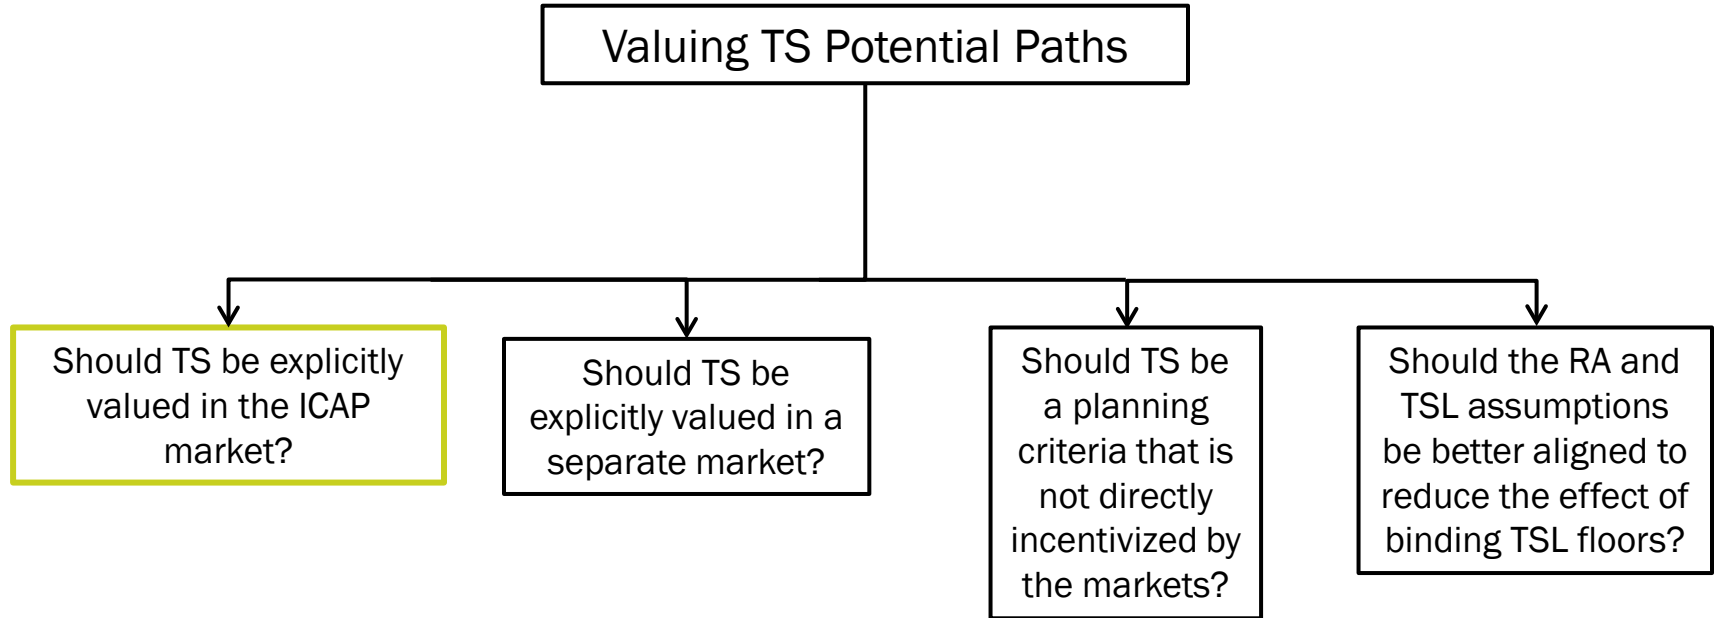 Valuing TS Potential Paths
Should TS be explicitly
valued in the ICAP
market?
Should TS be
explicitly valued in a
separate market?
Should TS be
a planning
criteria that is
not directly
incentivized by
the markets?
Should the RA and
TSL assumptions
be better aligned to
reduce the effect of
binding TSL floors?